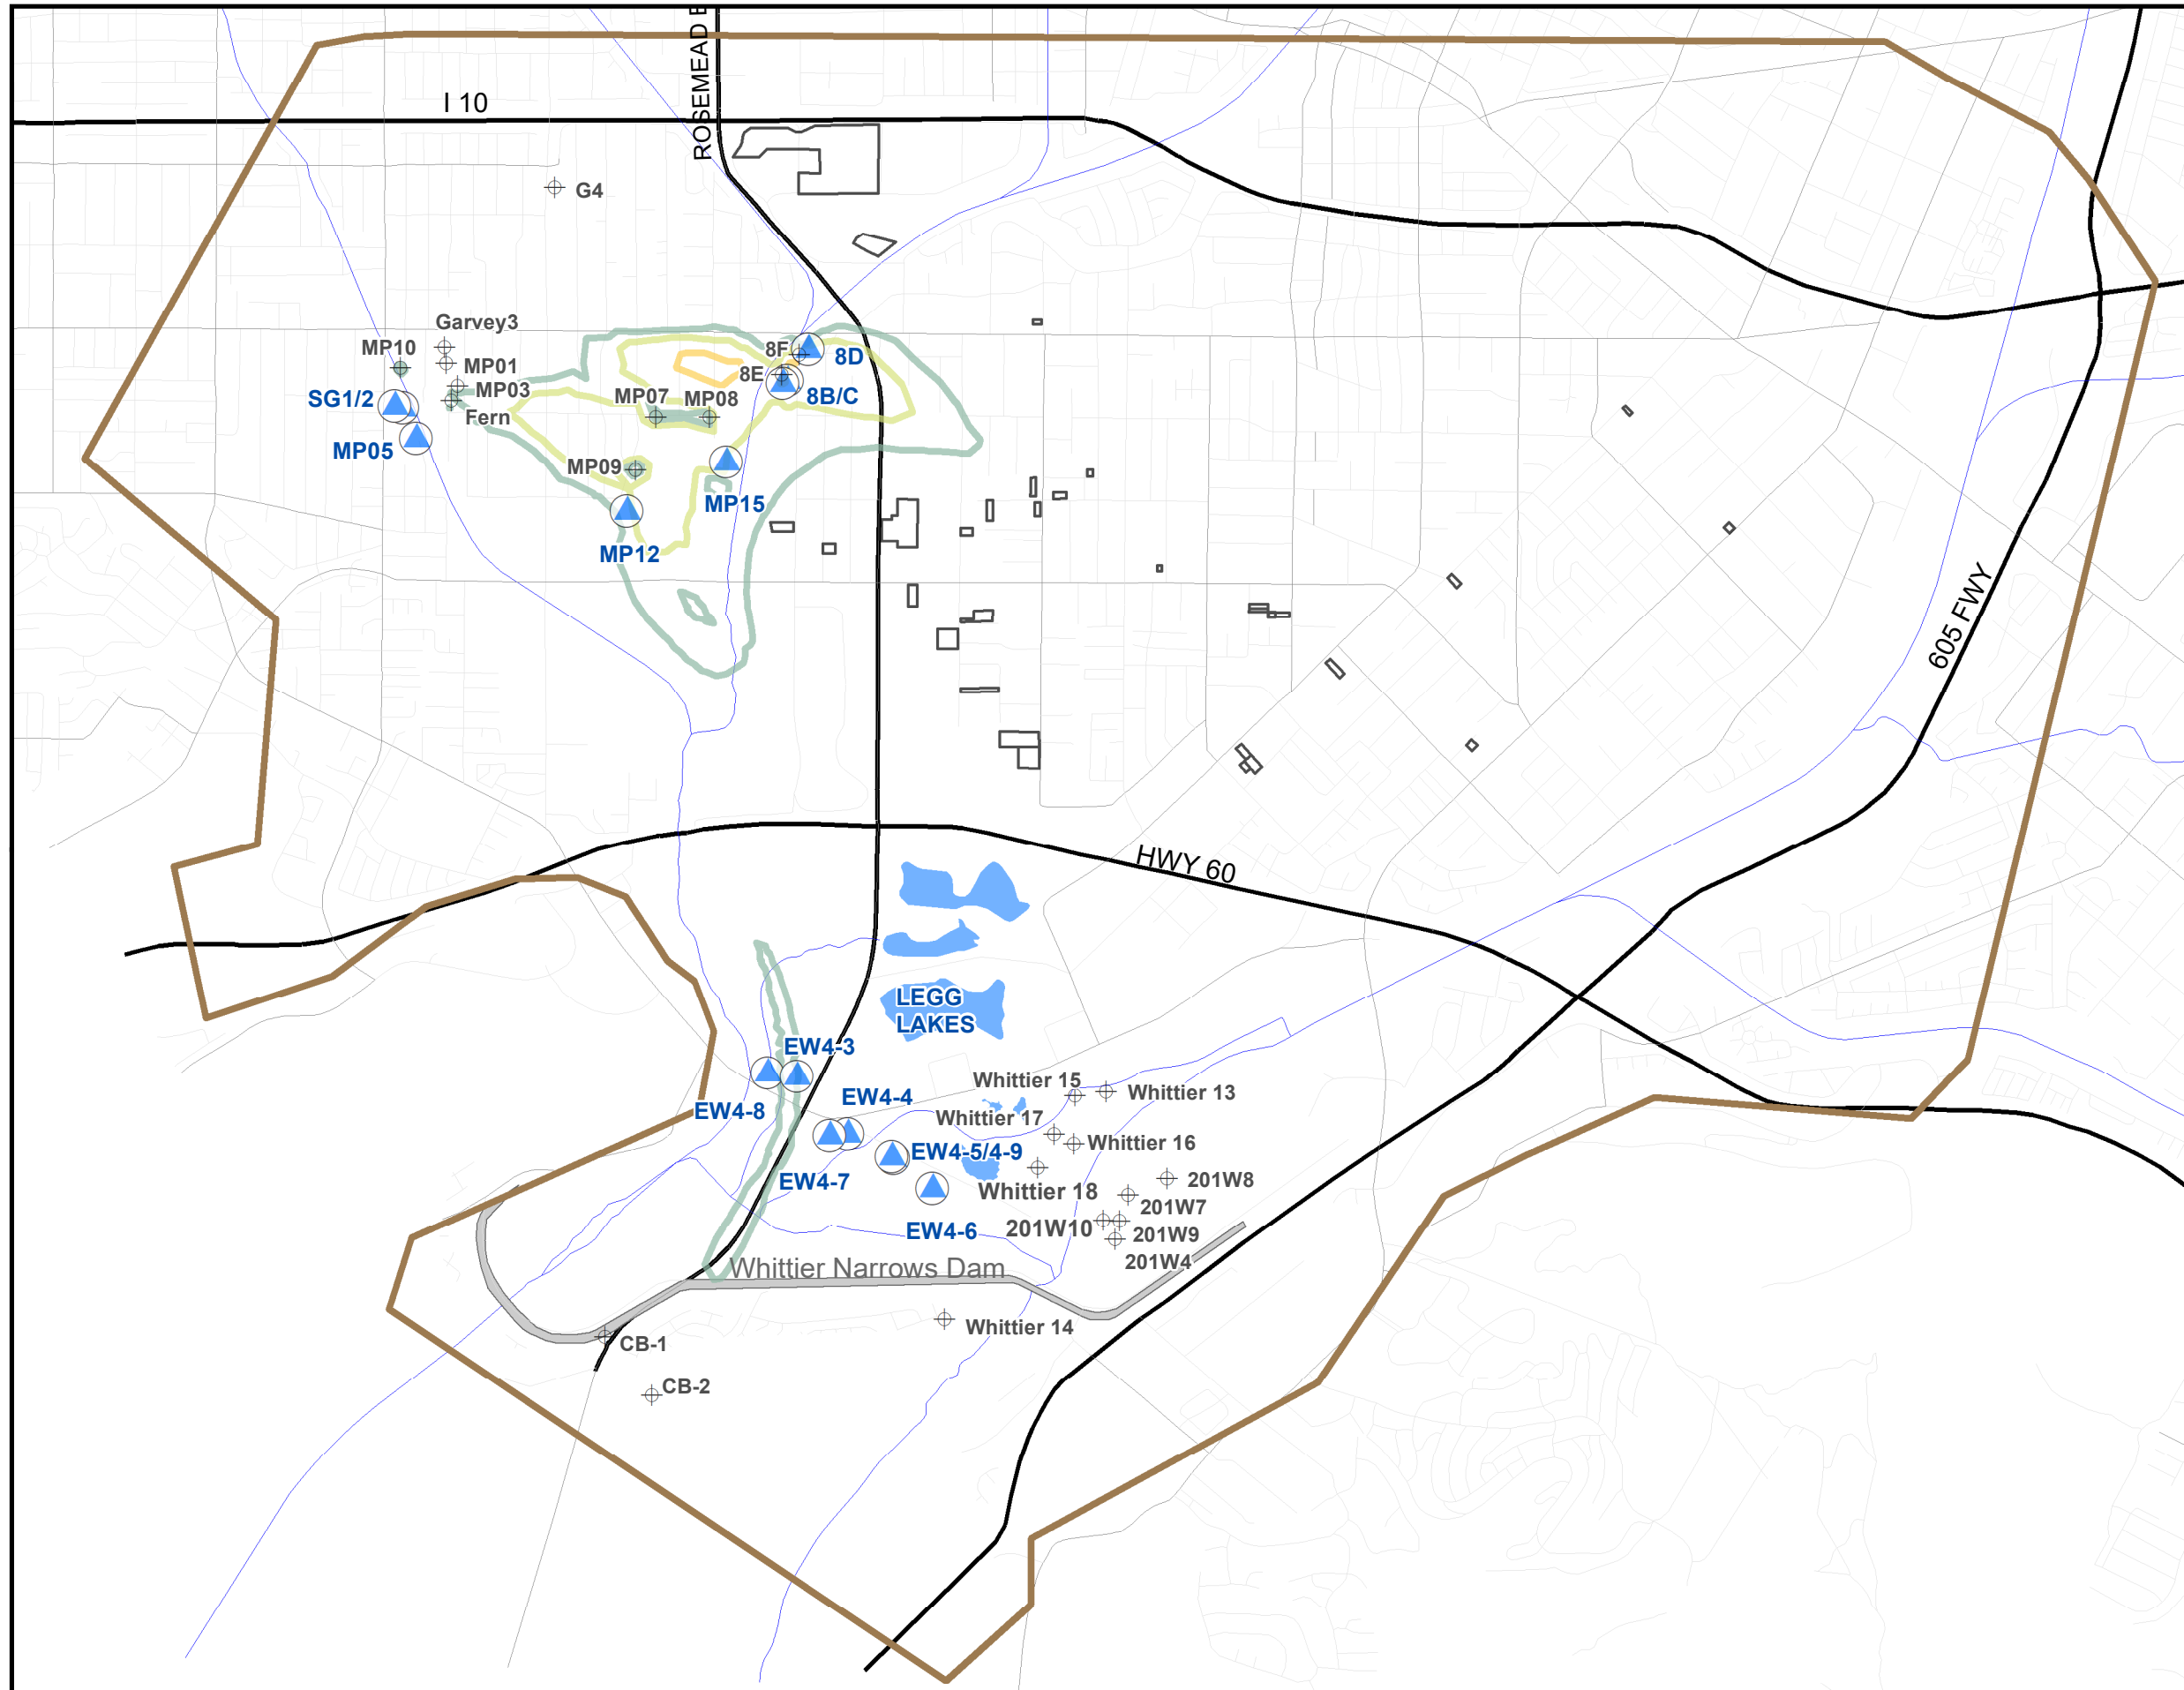 ROSEMEAD B
I 10
G4
Garvey3
MP10
MP01
MP03
SG1/2
Fern
MP05
8F
8D
8E
8B/C
MP07
MP08
MP09
MP15
MP12
605 FWY
HWY 60
LEGG
LAKES
EW4-3
EW4-8
EW4-4
Whittier 15
Whittier 13
Whittier 17
Whittier 16
EW4-5/4-9
EW4-7
Whittier 18
201W8
201W7
EW4-6
201W10
201W9
201W4
Whittier Narrows Dam
Whittier 14
CB-1
CB-2